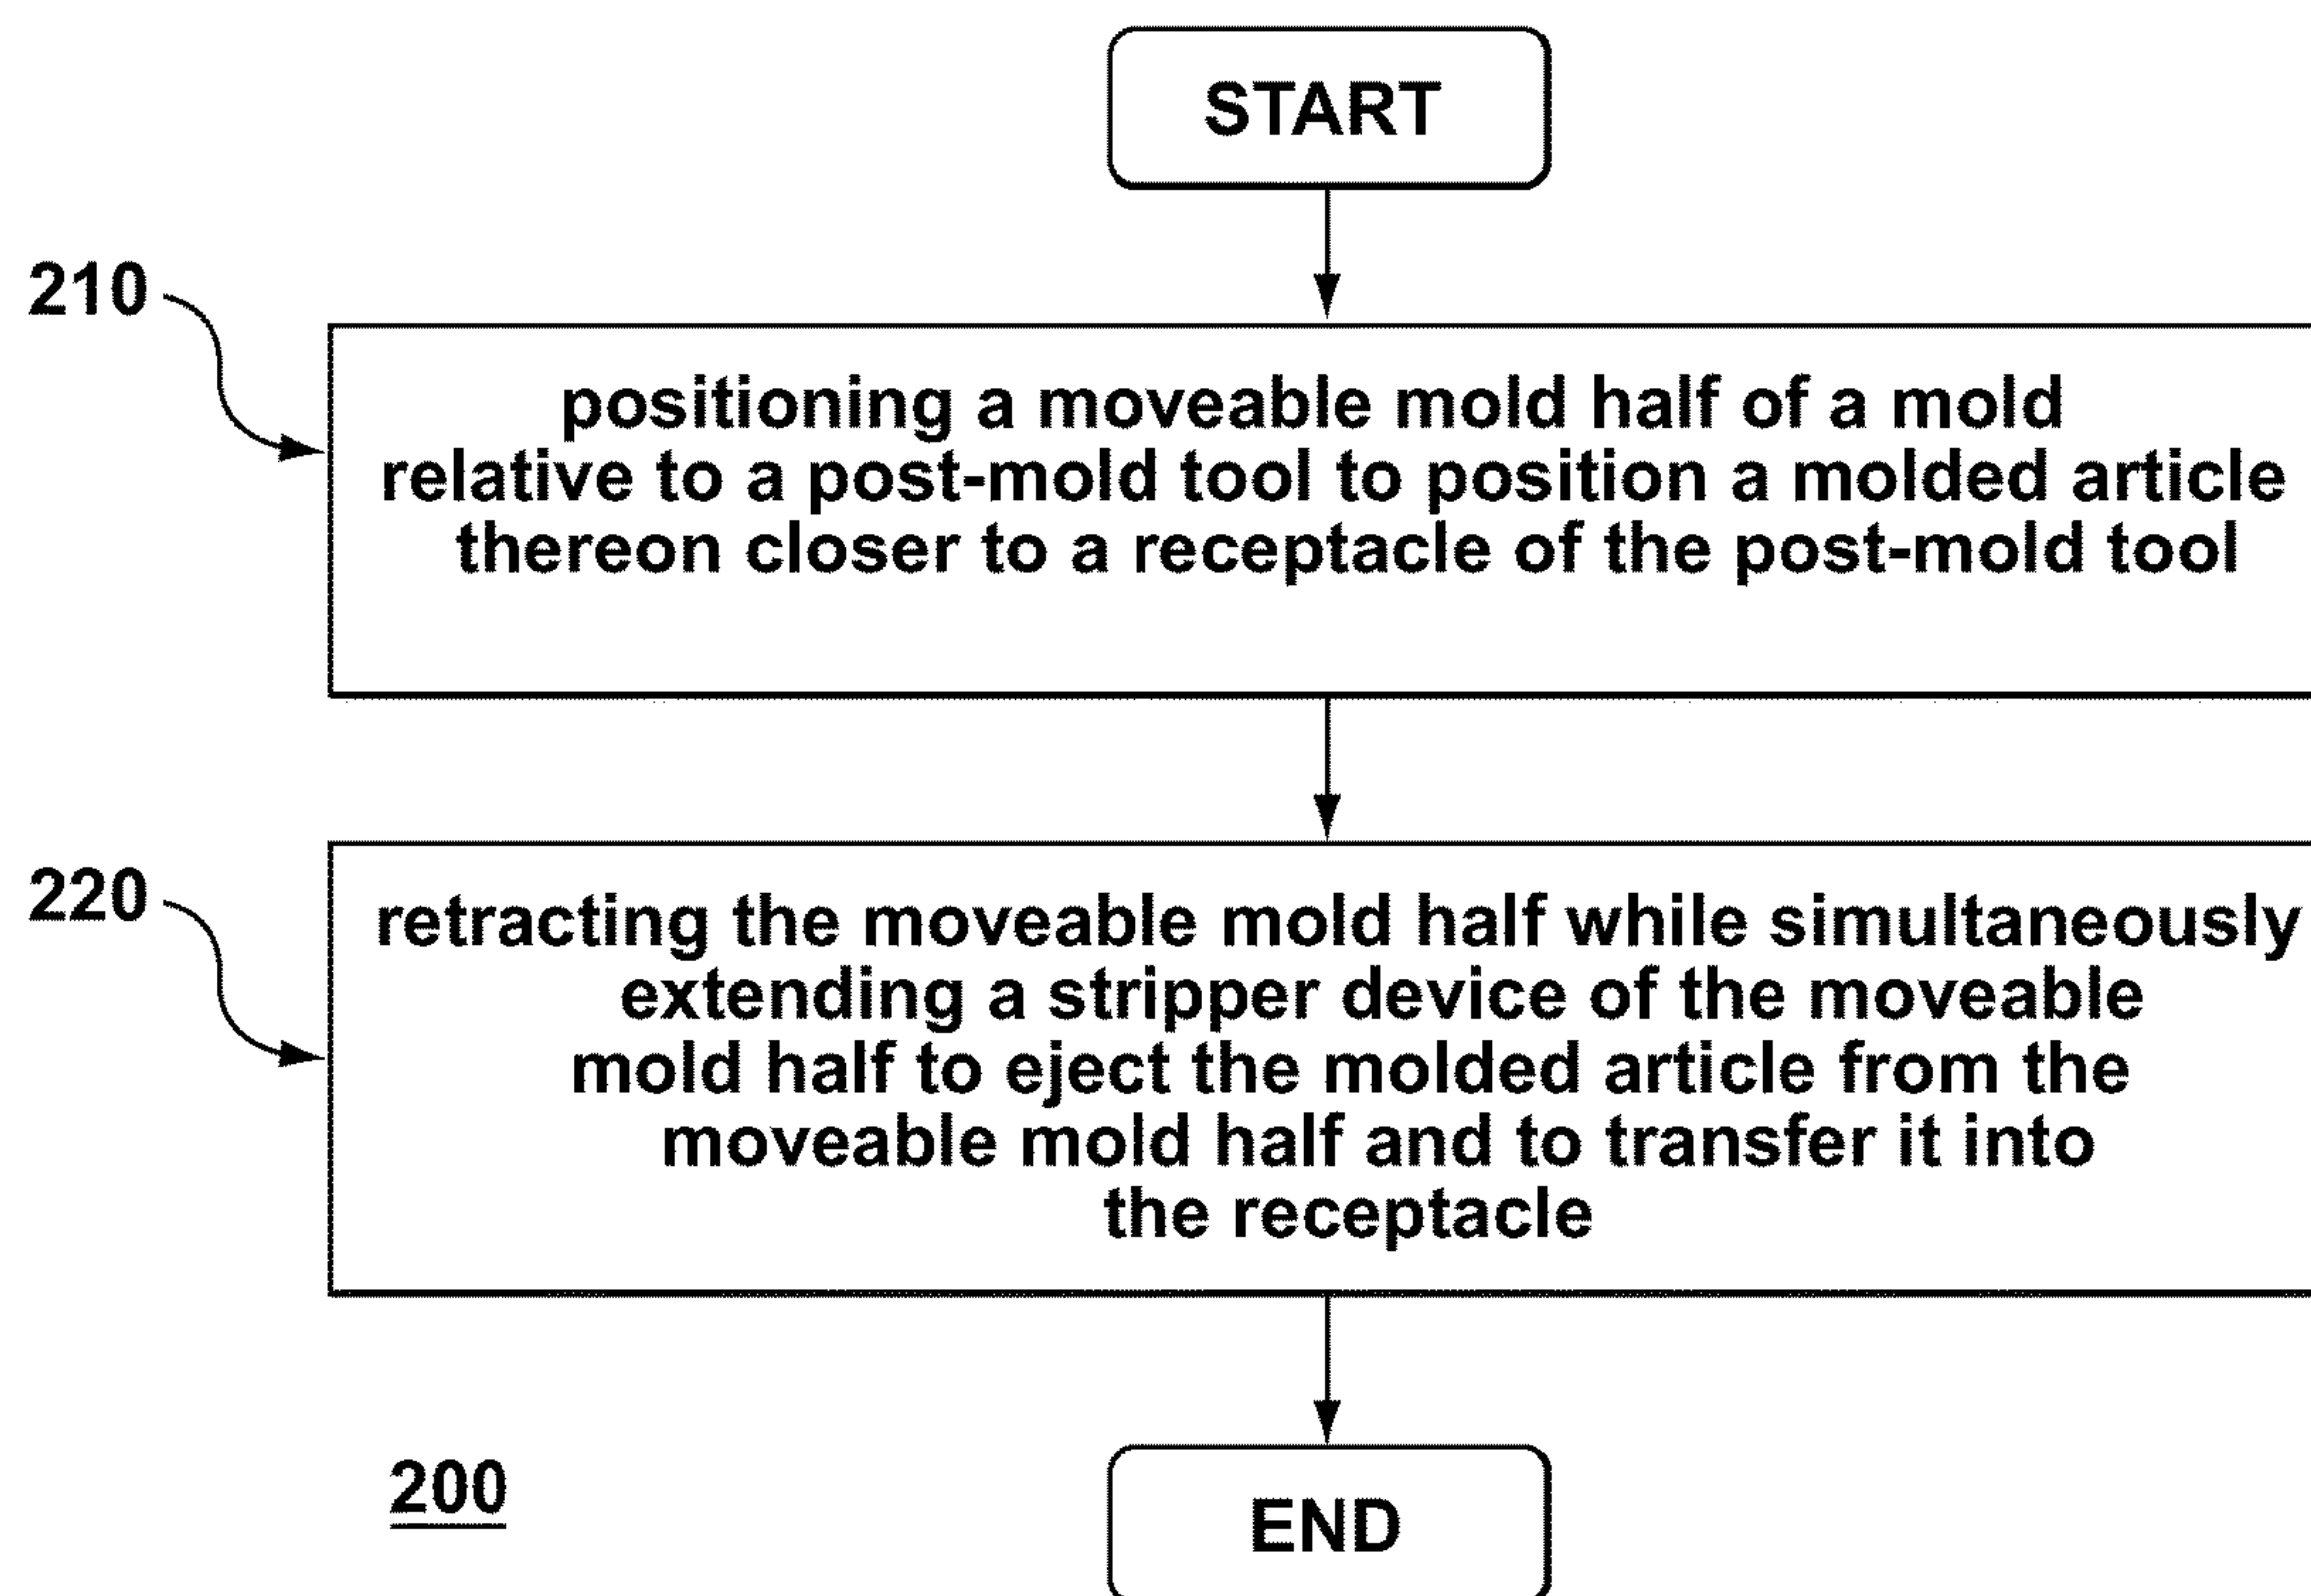 START
210
positioning a moveable mold half of a mold
relative to a post-mold tool to position a molded article
thereon closer to a receptacle of the post-mold tool
220
retracting the moveable mold half while simultaneously
extending a stripper device of the moveable
mold half to eject the molded article from the
moveable mold half and to transfer it into
the receptacle
200
END